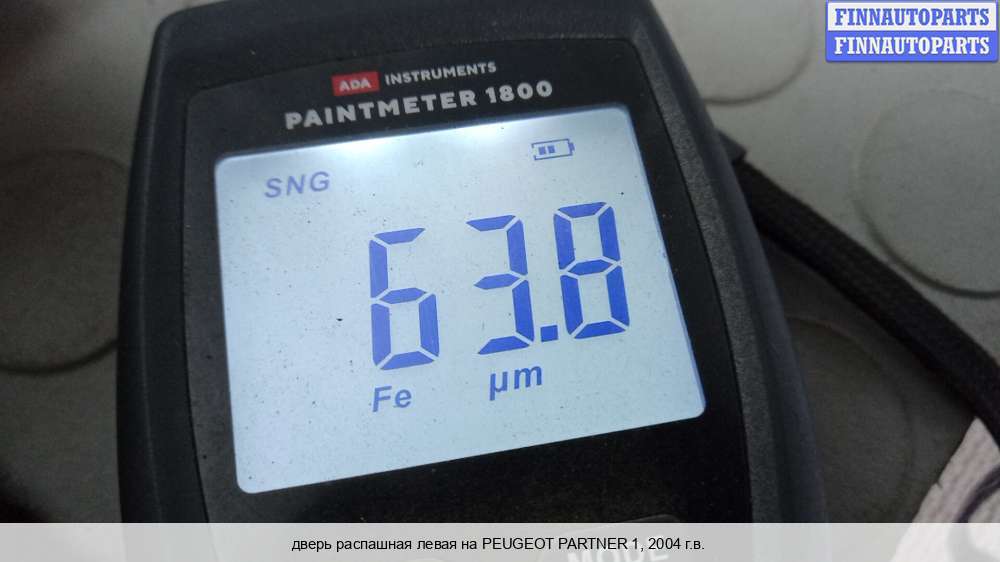 FINNAUTOPARTS
FINNAUTOPARTS
ADA INSTRUMENTS
PAINTMETER 1800
SNG
63.8
Fe μm
MODE
дверь распашная левая на PEUGEOT PARTNER 1, 2004 г.в.